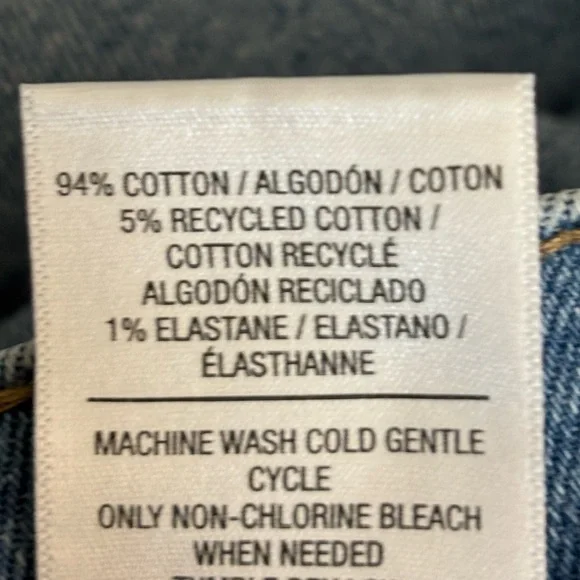 94% COTTON / ALGODÓN / COTON
5% RECYCLED COTTON /
COTTON RECYCLÉ
ALGODÓN RECICLADO
1% ELASTANE / ELASTANO /
ÉLASTHANNE
MACHINE WASH COLD GENTLE
CYCLE
ONLY NON-CHLORINE BLEACH
WHEN NEEDED